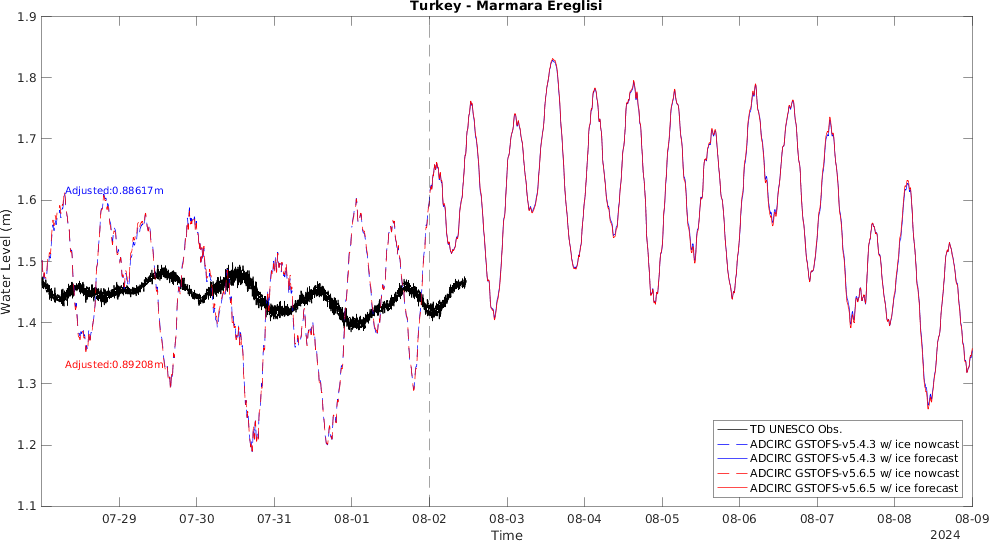 Turkey - Marmara Ereglisi
1.9
1.8
1.7
1.6
1.5
1.4
1.3
1.2
1.1
Water Level (m)
Adjusted:0.88617m
Adjusted:0.89208m
TD UNESCO Obs.
ADCIRC GSTOFS-v5.4.3 w/ ice nowcast
ADCIRC GSTOFS-v5.4.3 w/ ice forecast
ADCIRC GSTOFS-v5.6.5 w/ ice nowcast
ADCIRC GSTOFS-v5.6.5 w/ ice forecast
07-29 07-30 07-31 08-01 08-02 08-03 08-04 08-05 08-06 08-07 08-08 08-09
Time
2024